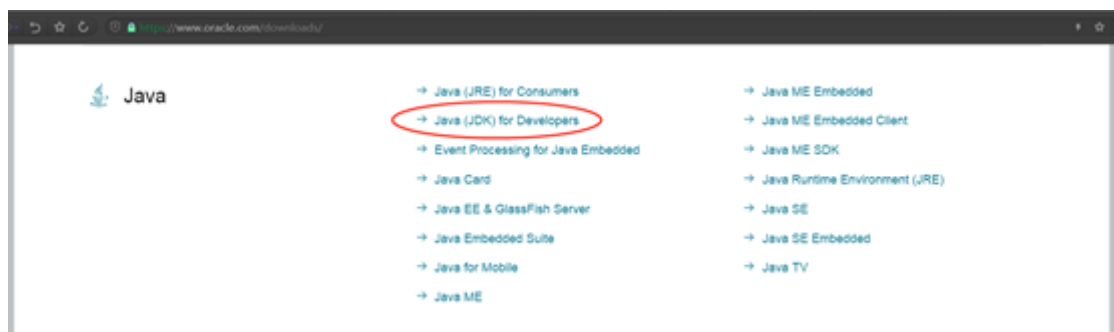 https://www.oracle.com/downloads/
Java
→ Java (JRE) for Consumers
→ Java (JDK) for Developers
→ Event Processing for Java Embedded
→ Java Card
→ Java EE & GlassFish Server
→ Java Embedded Suite
→ Java for Mobile
→ Java ME
→ Java ME Embedded
→ Java ME Embedded Client
→ Java ME SDK
→ Java Runtime Environment (JRE)
→ Java SE
→ Java SE Embedded
→ Java TV